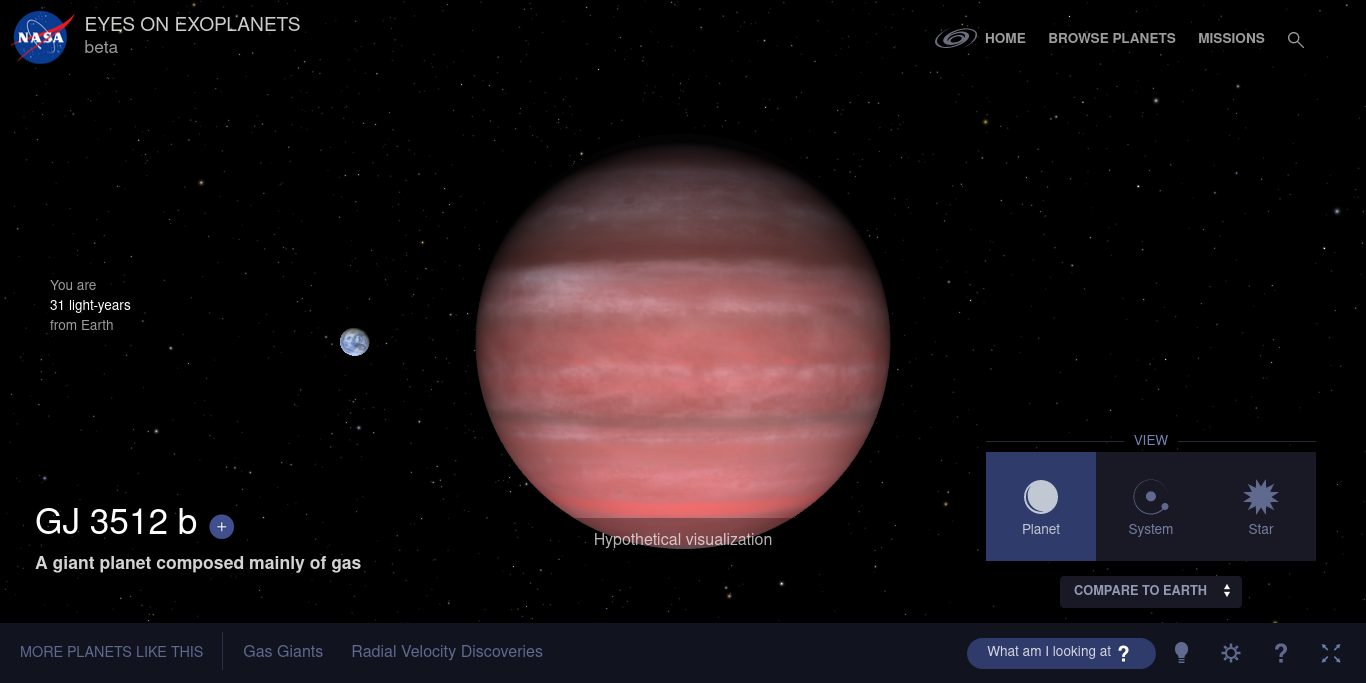 NASA
EYES ON EXOPLANETS
beta
HOME
BROWSE PLANETS
MISSIONS
You are
31 light-years
from Earth
VIEW
Planet
System
Star
GJ 3512 b +
A giant planet composed mainly of gas
Hypothetical visualization
COMPARE TO EARTH
MORE PLANETS LIKE THIS
Gas Giants
Radial Velocity Discoveries
What am I looking at ?
?